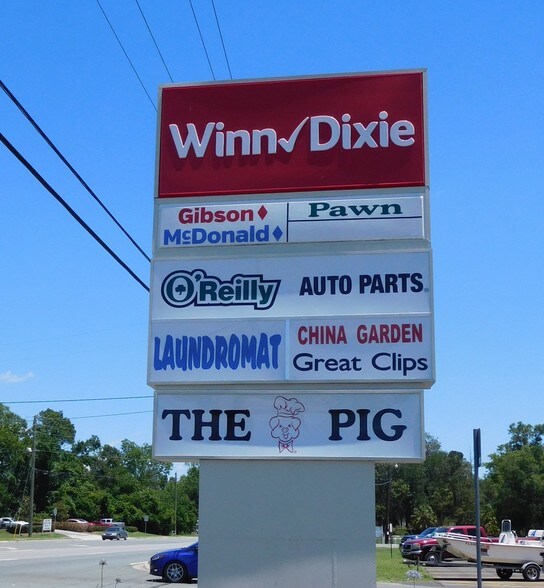 Winn✓Dixie
Gibson♦
McDonald♦
Pawn
O'Reilly AUTO PARTS
LAUNDROMAT
CHINA GARDEN
Great Clips
THE PIG